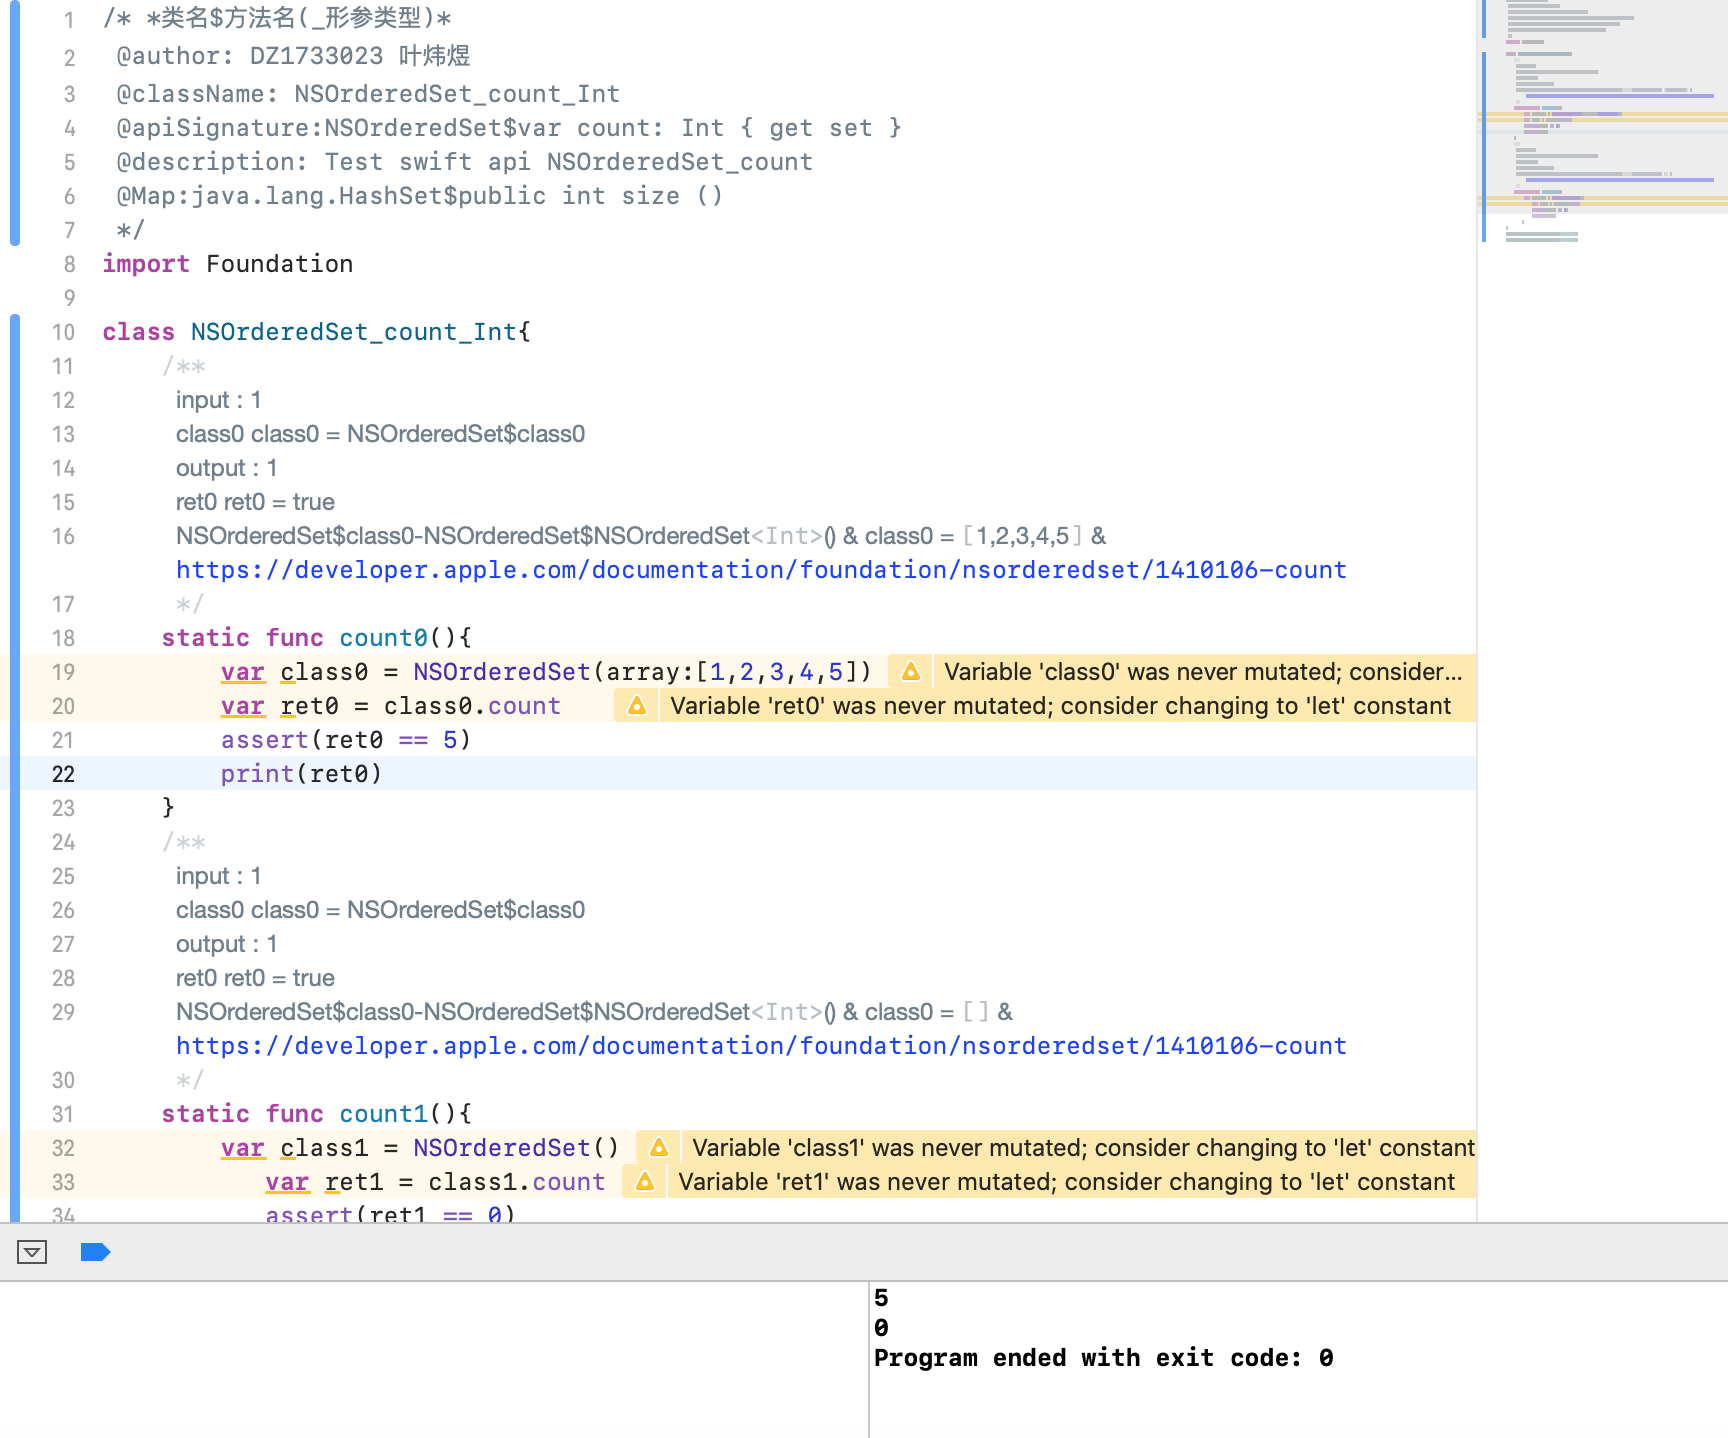 1 /* *类名$方法名(_形参类型)*
2 @author: DZ1733023 叶炜煜
3 @className: NSOrderedSet_count_Int
4 @apiSignature:NSOrderedSet$var count: Int { get set }
5 @description: Test swift api NSOrderedSet_count
6 @Map:java.lang.HashSet$public int size ()
7 */
8 import Foundation
9
10 class NSOrderedSet_count_Int{
11 /**
12 input : 1
13 class0 class0 = NSOrderedSet$class0
14 output : 1
15 ret0 ret0 = true
16 NSOrderedSet$class0-NSOrderedSet$NSOrderedSet<Int>() & class0 = [1,2,3,4,5] &
https://developer.apple.com/documentation/foundation/nsorderedset/1410106-count
17 */
18 static func count0(){
19 var class0 = NSOrderedSet(array:[1,2,3,4,5]) Variable 'class0' was never mutated; consider...
20 var ret0 = class0.count Variable 'ret0' was never mutated; consider changing to 'let' constant
21 assert(ret0 == 5)
22 print(ret0)
23 }
24 /**
25 input : 1
26 class0 class0 = NSOrderedSet$class0
27 output : 1
28 ret0 ret0 = true
29 NSOrderedSet$class0-NSOrderedSet$NSOrderedSet<Int>() & class0 = [] &
https://developer.apple.com/documentation/foundation/nsorderedset/1410106-count
30 */
31 static func count1(){
32 var class1 = NSOrderedSet() Variable 'class1' was never mutated; consider changing to 'let' constant
33 var ret1 = class1.count Variable 'ret1' was never mutated; consider changing to 'let' constant
34 assert(ret1 == 0)
5
0
Program ended with exit code: 0